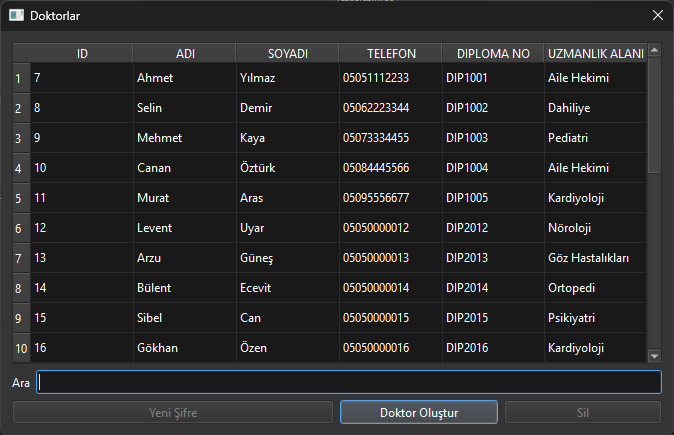 Doktorlar
ID ADI SOYADI TELEFON DIPLOMA NO UZMANLIK ALANI
1 7 Ahmet Yılmaz 05051112233 DIP1001 Aile Hekimi
2 8 Selin Demir 05062223344 DIP1002 Dahiliye
3 9 Mehmet Kaya 05073334455 DIP1003 Pediatri
4 10 Canan Öztürk 05084445566 DIP1004 Aile Hekimi
5 11 Murat Aras 05095556677 DIP1005 Kardiyoloji
6 12 Levent Uyar 05050000012 DIP2012 Nöroloji
7 13 Arzu Güneş 05050000013 DIP2013 Göz Hastalıkları
8 14 Bülent Ecevit 05050000014 DIP2014 Ortopedi
9 15 Sibel Can 05050000015 DIP2015 Psikiyatri
10 16 Gökhan Özen 05050000016 DIP2016 Kardiyoloji
Ara
Yeni Şifre Doktor Oluştur Sil